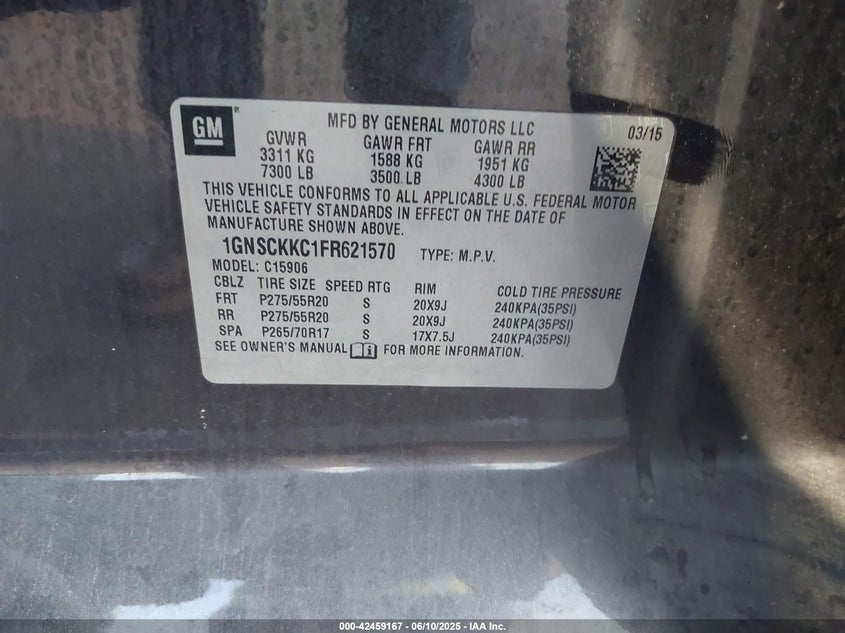 GM
MFD BY GENERAL MOTORS LLC
03/15
GVWR GAWR FRT GAWR RR
3311 KG 1588 KG 1951 KG
7300 LB 3500 LB 4300 LB
THIS VEHICLE CONFORMS TO ALL APPLICABLE U.S. FEDERAL MOTOR
VEHICLE SAFETY STANDARDS IN EFFECT ON THE DATE OF
MANUFACTURE SHOWN ABOVE.
1GNSCKKC1FR621570 TYPE: M.P.V.
MODEL: C15906
CBLZ TIRE SIZE SPEED RTG RIM COLD TIRE PRESSURE
FRT P275/55R20 S 20X9J 240KPA(35PSI)
RR P275/55R20 S 20X9J 240KPA(35PSI)
SPA P265/70R17 S 17X7.5J 240KPA(35PSI)
SEE OWNER'S MANUAL FOR MORE INFORMATION.
000-42459167 - 06/10/2025 - IAA Inc.